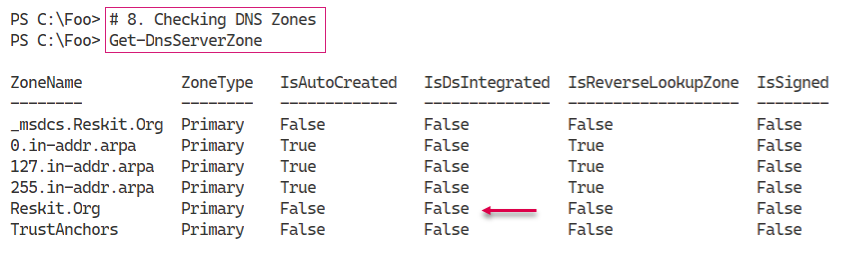 PS C:\Foo> # 8. Checking DNS Zones
PS C:\Foo> Get-DnsServerZone
ZoneName ZoneType IsAutoCreated IsDsIntegrated IsReverseLookupZone IsSigned
-------- -------- ------------- -------------- ------------------- --------
_msdcs.Reskit.Org Primary False False False False
0.in-addr.arpa Primary True False True False
127.in-addr.arpa Primary True False True False
255.in-addr.arpa Primary True False True False
Reskit.Org Primary False False False False
TrustAnchors Primary False False False False